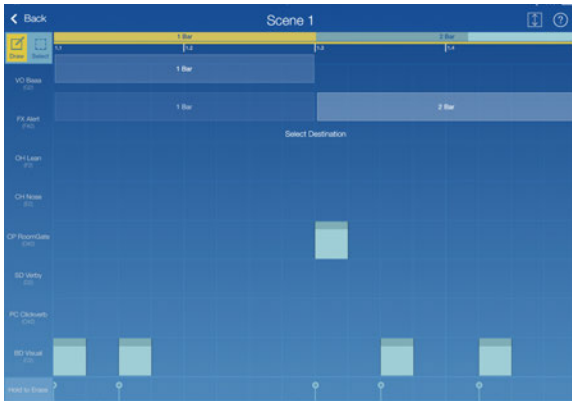 Back
Scene 1
1 Bar
2 Bar
Draw
Select
1.1
1.2
1.3
1.4
1 Bar
VO Bass
1 Bar
2 Bar
FX Alert
Select Destination
OH Lean
CH Nose
CP RoomGate
SD Verby
PC Clickverb
BD Visual
Hold to Erase